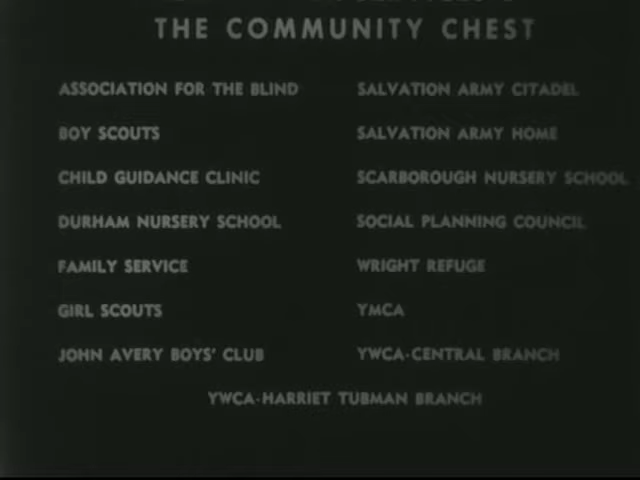 THE COMMUNITY CHEST
ASSOCIATION FOR THE BLIND
BOY SCOUTS
CHILD GUIDANCE CLINIC
DURHAM NURSERY SCHOOL
FAMILY SERVICE
GIRL SCOUTS
JOHN AVERY BOYS' CLUB
SALVATION ARMY CITADEL
SALVATION ARMY HOME
SCARBOROUGH NURSERY SCHOOL
SOCIAL PLANNING COUNCIL
WRIGHT REFUGE
YMCA
YWCA-CENTRAL BRANCH
YWCA-HARRIET TUBMAN BRANCH